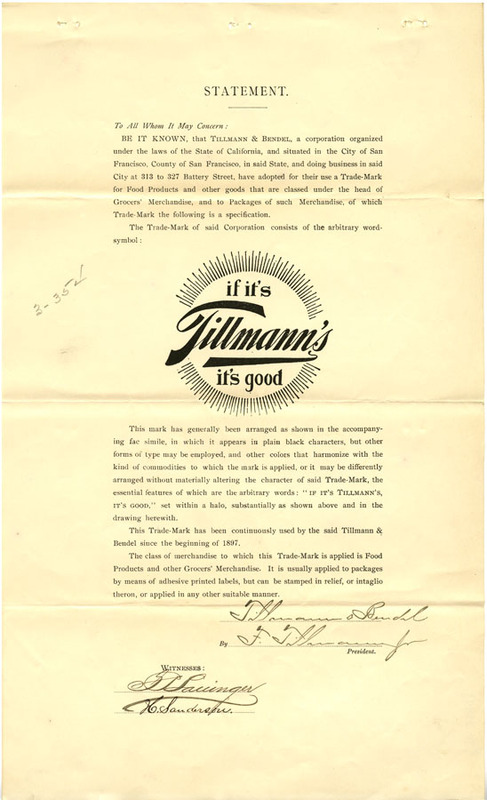 STATEMENT.
To All Whom It May Concern:
BE IT KNOWN, that TILLMANN & BENDEL, a corporation organized
under the laws of the State of California, and situated in the City of San
Francisco, County of San Francisco, in said State, and doing business in said
City at 313 to 327 Battery Street, have adopted for their use a Trade-Mark
for Food Products and other goods that are classed under the head of
Grocers' Merchandise, and to Packages of such Merchandise, of which
Trade-Mark the following is a specification.
The Trade-Mark of said Corporation consists of the arbitrary word-
symbol:
if it's
Tillmann's
it's good
This mark has generally been arranged as shown in the accompany-
ing fac simile, in which it appears in plain black characters, but other
forms of type may be employed, and other colors that harmonize with the
kind of commodities to which the mark is applied, or it may be differently
arranged without materially altering the character of said Trade-Mark, the
essential features of which are the arbitrary words: "IF IT'S TILLMANN'S,
IT'S GOOD," set within a halo, substantially as shown above and in the
drawing herewith.
This Trade-Mark has been continuously used by the said Tillmann &
Bendel since the beginning of 1897.
The class of merchandise to which this Trade-Mark is applied is Food
Products and other Grocers' Merchandise. It is usually applied to packages
by means of adhesive printed labels, but can be stamped in relief, or intaglio
theron, or applied in any other suitable manner.
Tillmann & Bendel
By F. Tillmann Jr
President.
WITNESSES: